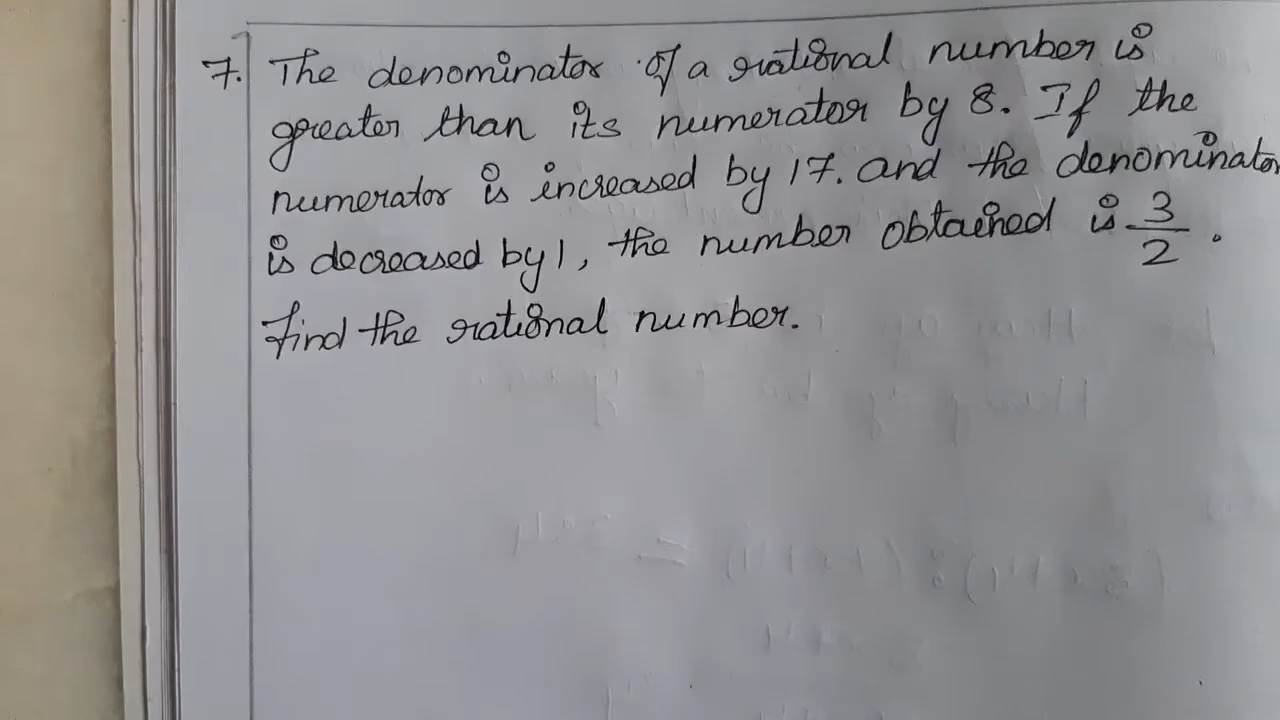 7. The denominator of a rational number is
greater than its numerator by 8. If the
numerator is increased by 17. and the denominator
is decreased by 1, the number obtained is 3/2.
Find the rational number.